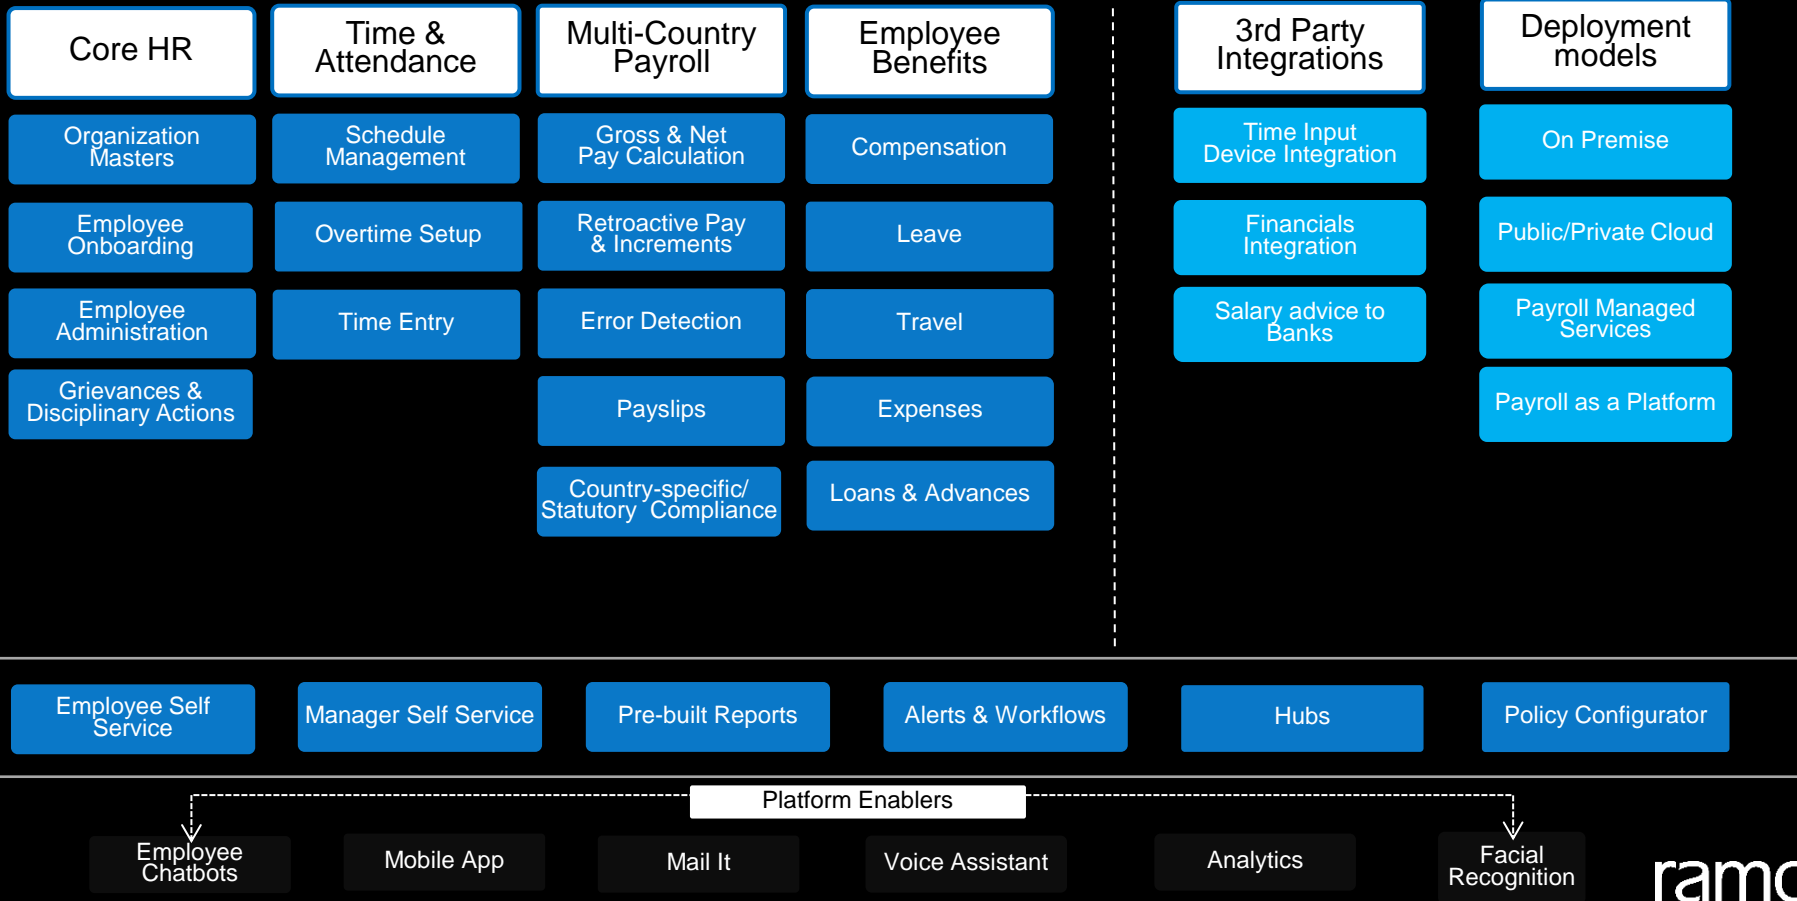 Core HR
Time &
Attendance
Multi-Country
Payroll
Employee
Benefits
3rd Party
Integrations
Deployment
models
Organization
Masters
Schedule
Management
Gross & Net
Pay Calculation
Compensation
Time Input
Device Integration
On Premise
Employee
Onboarding
Overtime Setup
Retroactive Pay
& Increments
Leave
Financials
Integration
Public/Private Cloud
Employee
Administration
Time Entry
Error Detection
Travel
Salary advice to
Banks
Payroll Managed
Services
Grievances &
Disciplinary Actions
Payslips
Expenses
Payroll as a Platform
Country-specific/
Statutory Compliance
Loans & Advances
Employee Self
Service
Manager Self Service
Pre-built Reports
Alerts & Workflows
Hubs
Policy Configurator
Platform Enablers
Employee
Chatbots
Mobile App
Mail It
Voice Assistant
Analytics
Facial
Recognition